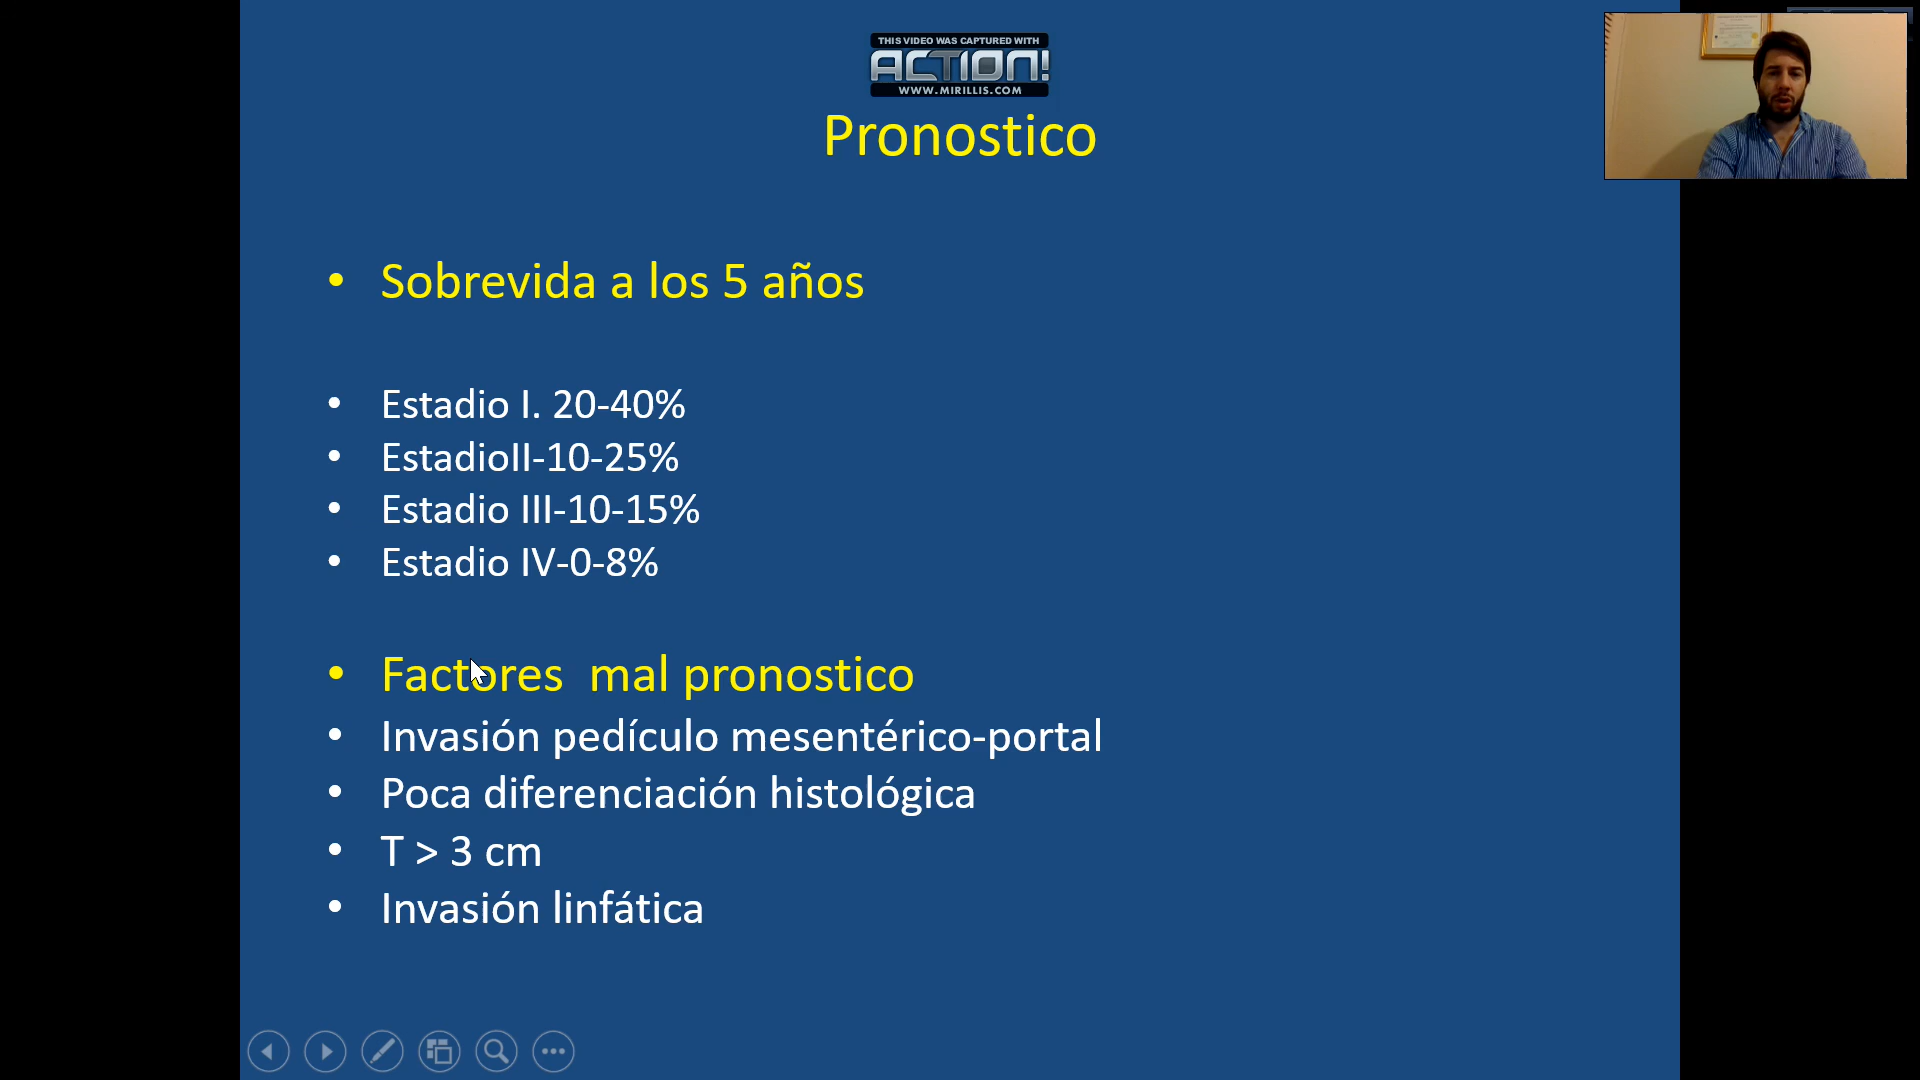 THIS VIDEO WAS CAPTURED WITH
ACTION!
WWW.MIRILLIS.COM
Pronostico
• Sobrevida a los 5 años
• Estadio I. 20-40%
• EstadioII-10-25%
• Estadio III-10-15%
• Estadio IV-0-8%
• Factores  mal pronostico
• Invasión pedículo mesentérico-portal
• Poca diferenciación histológica
• T > 3 cm
• Invasión linfática